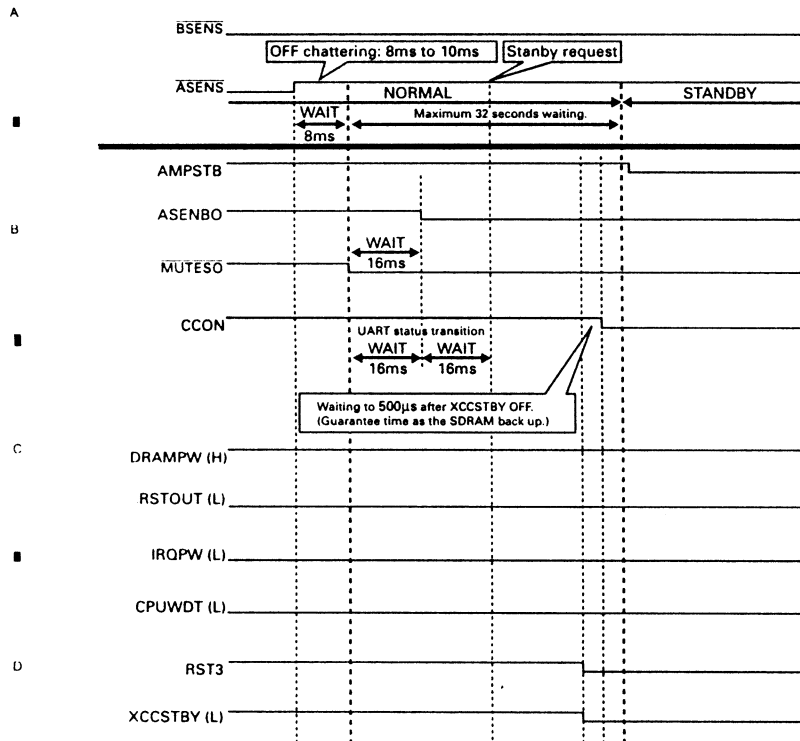 A
BSENS
OFF chattering: 8ms to 10ms
Stanby request
ASENS
NORMAL
STANDBY
WAIT
8ms
Maximum 32 seconds waiting.
AMPSTB
ASENBO
B
WAIT
16ms
MUTESO
CCON
UART status transition
WAIT
WAIT
16ms
16ms
Waiting to 500µs after XCCSTBY OFF.
(Guarantee time as the SDRAM back up.)
C
DRAMPW (H)
RSTOUT (L)
IRQPW (L)
CPUWDT (L)
D
RST3
XCCSTBY (L)